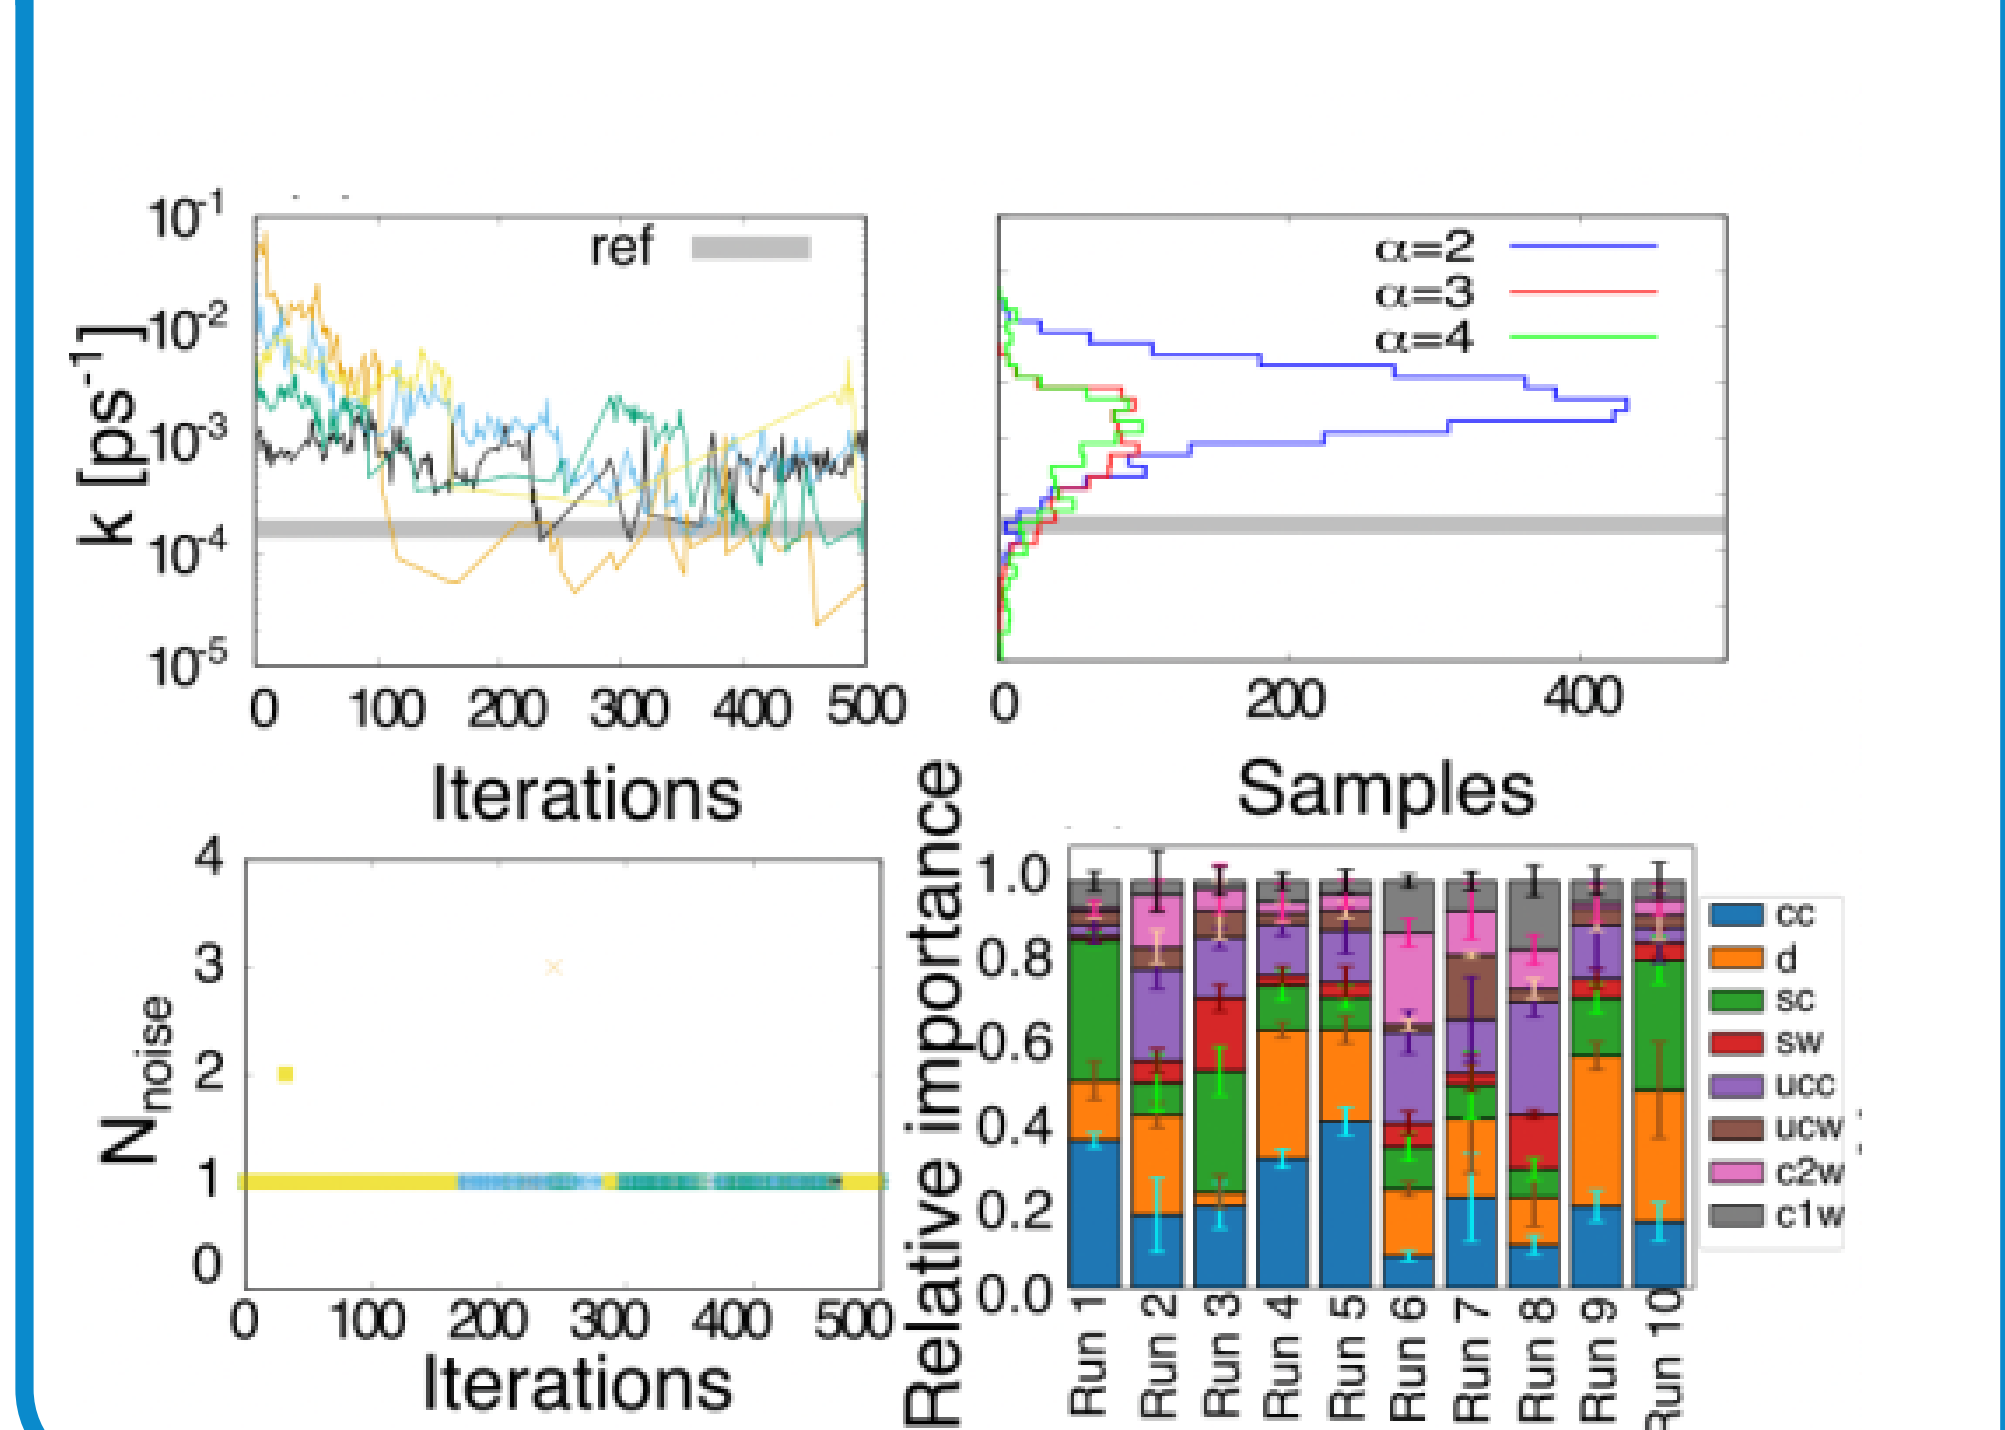 10-1
10-2
10-3
10-4
10-5
k [ps-1]
ref
0 100 200 300 400 500
Iterations
α=2
α=3
α=4
0 200 400
Samples
4
3
2
1
0
Nnoise
0 100 200 300 400 500
Iterations
Relative importance
1.0
0.8
0.6
0.4
0.2
0.0
Run 1
Run 2
Run 3
Run 4
Run 5
Run 6
Run 7
Run 8
Run 9
Run 10
cc
d
sc
sw
ucc
ucw
c2w
c1w